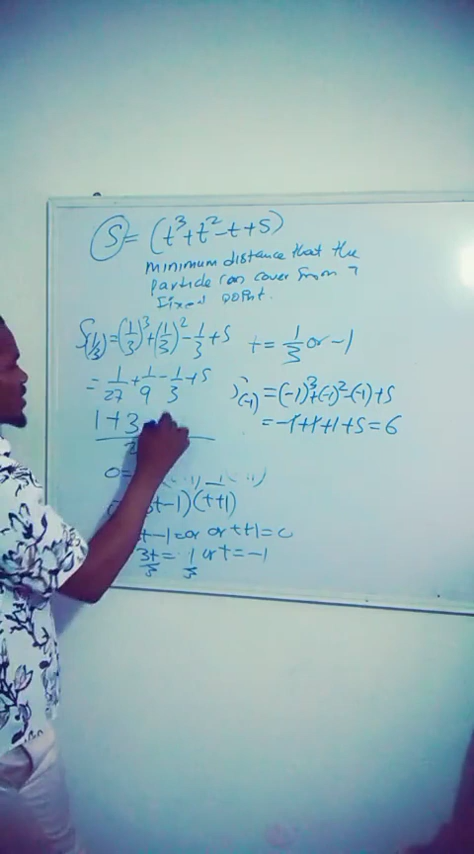 S = (t³+t²-t+5)
minimum distance that the
particle can cover from a
fixed point.
S(1/3) = (1/3)³+(1/3)²-1/3+5
t = 1/3 or -1
= 1/27+1/9-1/3+5
(-1) = (-1)³+(-1)²-(-1)+5
= -1+1+1+5=6
1+3
0=
t-1)(t+1)
t-1=0 or t+1=0
3t/3 = 1/3 or t=-1